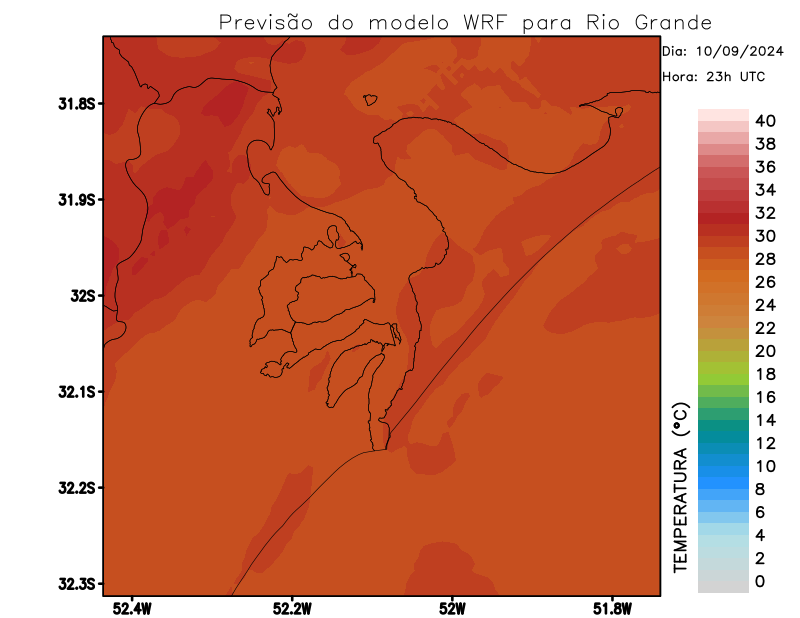 Previsão do modelo WRF para Rio Grande
Dia: 10/09/2024
Hora: 23h UTC
31.8S
31.9S
32S
32.1S
32.2S
32.3S
52.4W
52.2W
52W
51.8W
TEMPERATURA (°C)
40
38
36
34
32
30
28
26
24
22
20
18
16
14
12
10
8
6
4
2
0